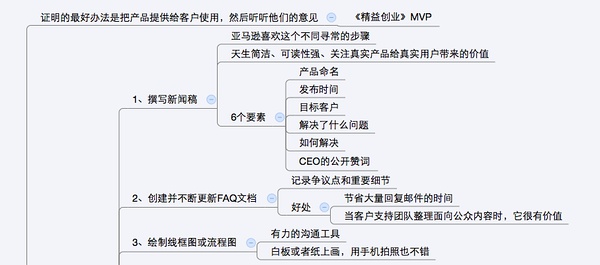 证明的最好办法是把产品提供给客户使用，然后听听他们的意见
《精益创业》MVP
亚马逊喜欢这个不同寻常的步骤
天生简洁、可读性强、关注真实产品给真实用户带来的价值
1、撰写新闻稿
6个要素
产品命名
发布时间
目标客户
解决了什么问题
如何解决
CEO的公开赞词
2、创建并不断更新FAQ文档
记录争议点和重要细节
好处
节省大量回复邮件的时间
当客户支持团队整理面向公众内容时，它很有价值
3、绘制线框图或流程图
有力的沟通工具
白板或者纸上画，用手机拍照也不错